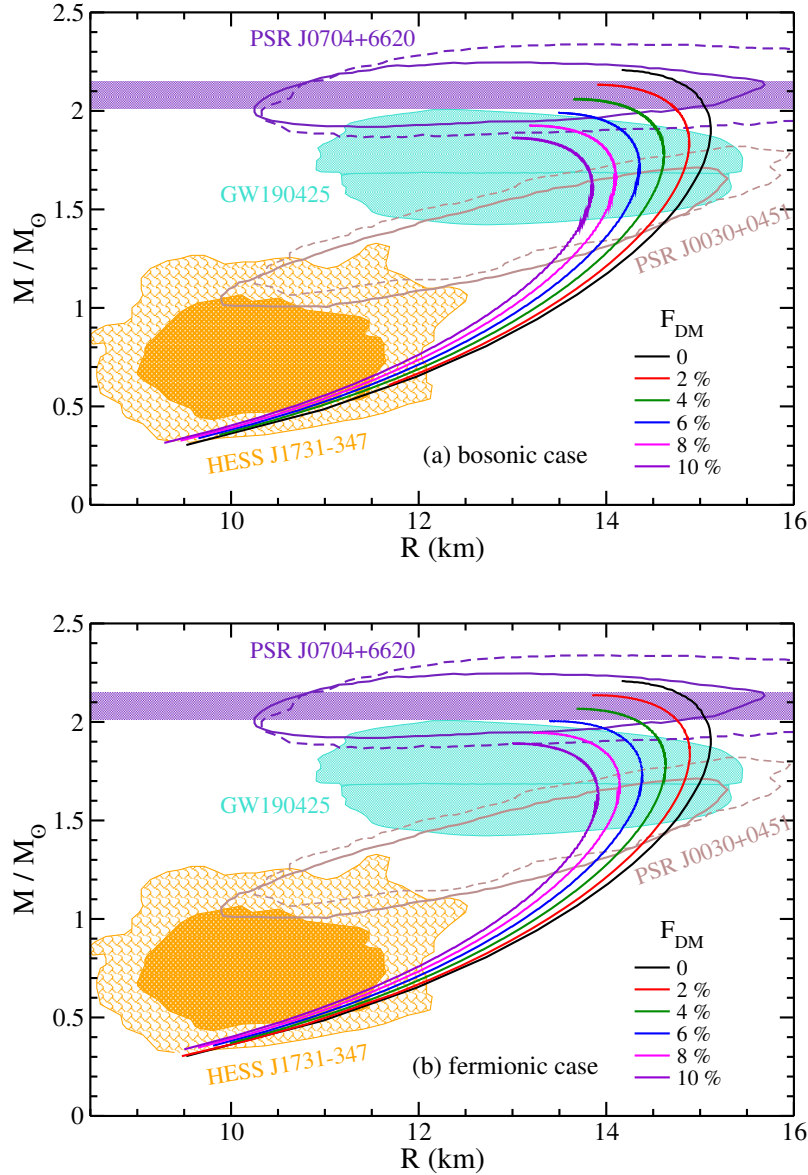 2.5
2
1.5
1
0.5
0
M / M⊙
PSR J0704+6620
GW190425
PSR J0030+0451
HESS J1731-347
F_DM
0
2 %
4 %
6 %
8 %
10 %
(a) bosonic case
10
12
14
16
R (km)
2.5
2
1.5
1
0.5
0
M / M⊙
PSR J0704+6620
GW190425
PSR J0030+0451
HESS J1731-347
F_DM
0
2 %
4 %
6 %
8 %
10 %
(b) fermionic case
10
12
14
16
R (km)